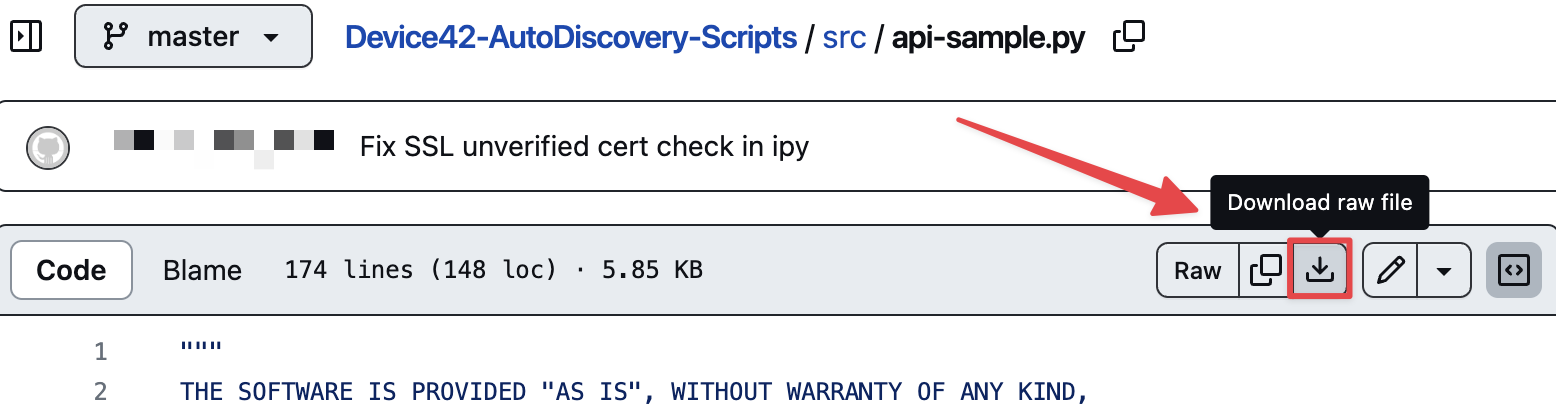 master Device42-AutoDiscovery-Scripts / src / api-sample.py
Fix SSL unverified cert check in ipy
Download raw file
Code Blame 174 lines (148 loc) · 5.85 KB Raw
1 """
2 THE SOFTWARE IS PROVIDED "AS IS", WITHOUT WARRANTY OF ANY KIND,